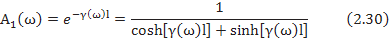 A₁(ω) = e^{−γ(ω)l} = 1 / (cosh[γ(ω)l] + sinh[γ(ω)l]) (2.30)